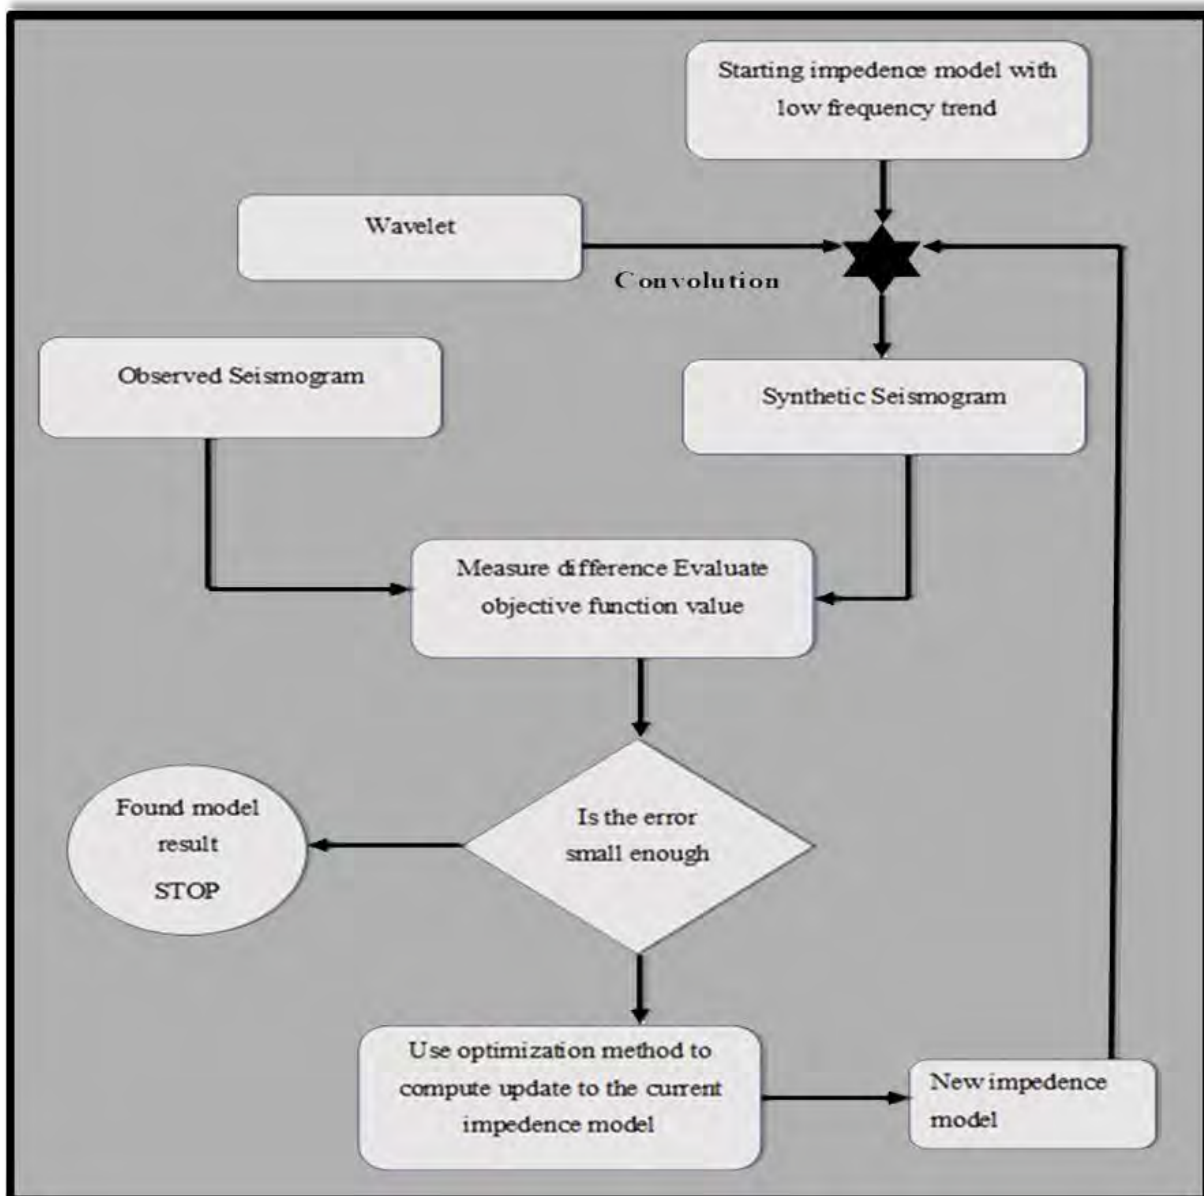 Starting impedence model with
low frequency trend
Wavelet
Convolution
Observed Seismogram
Synthetic Seismogram
Measure difference Evaluate
objective function value
Is the error
small enough
Found model
result
STOP
Use optimization method to
compute update to the current
impedence model
New impedence
model